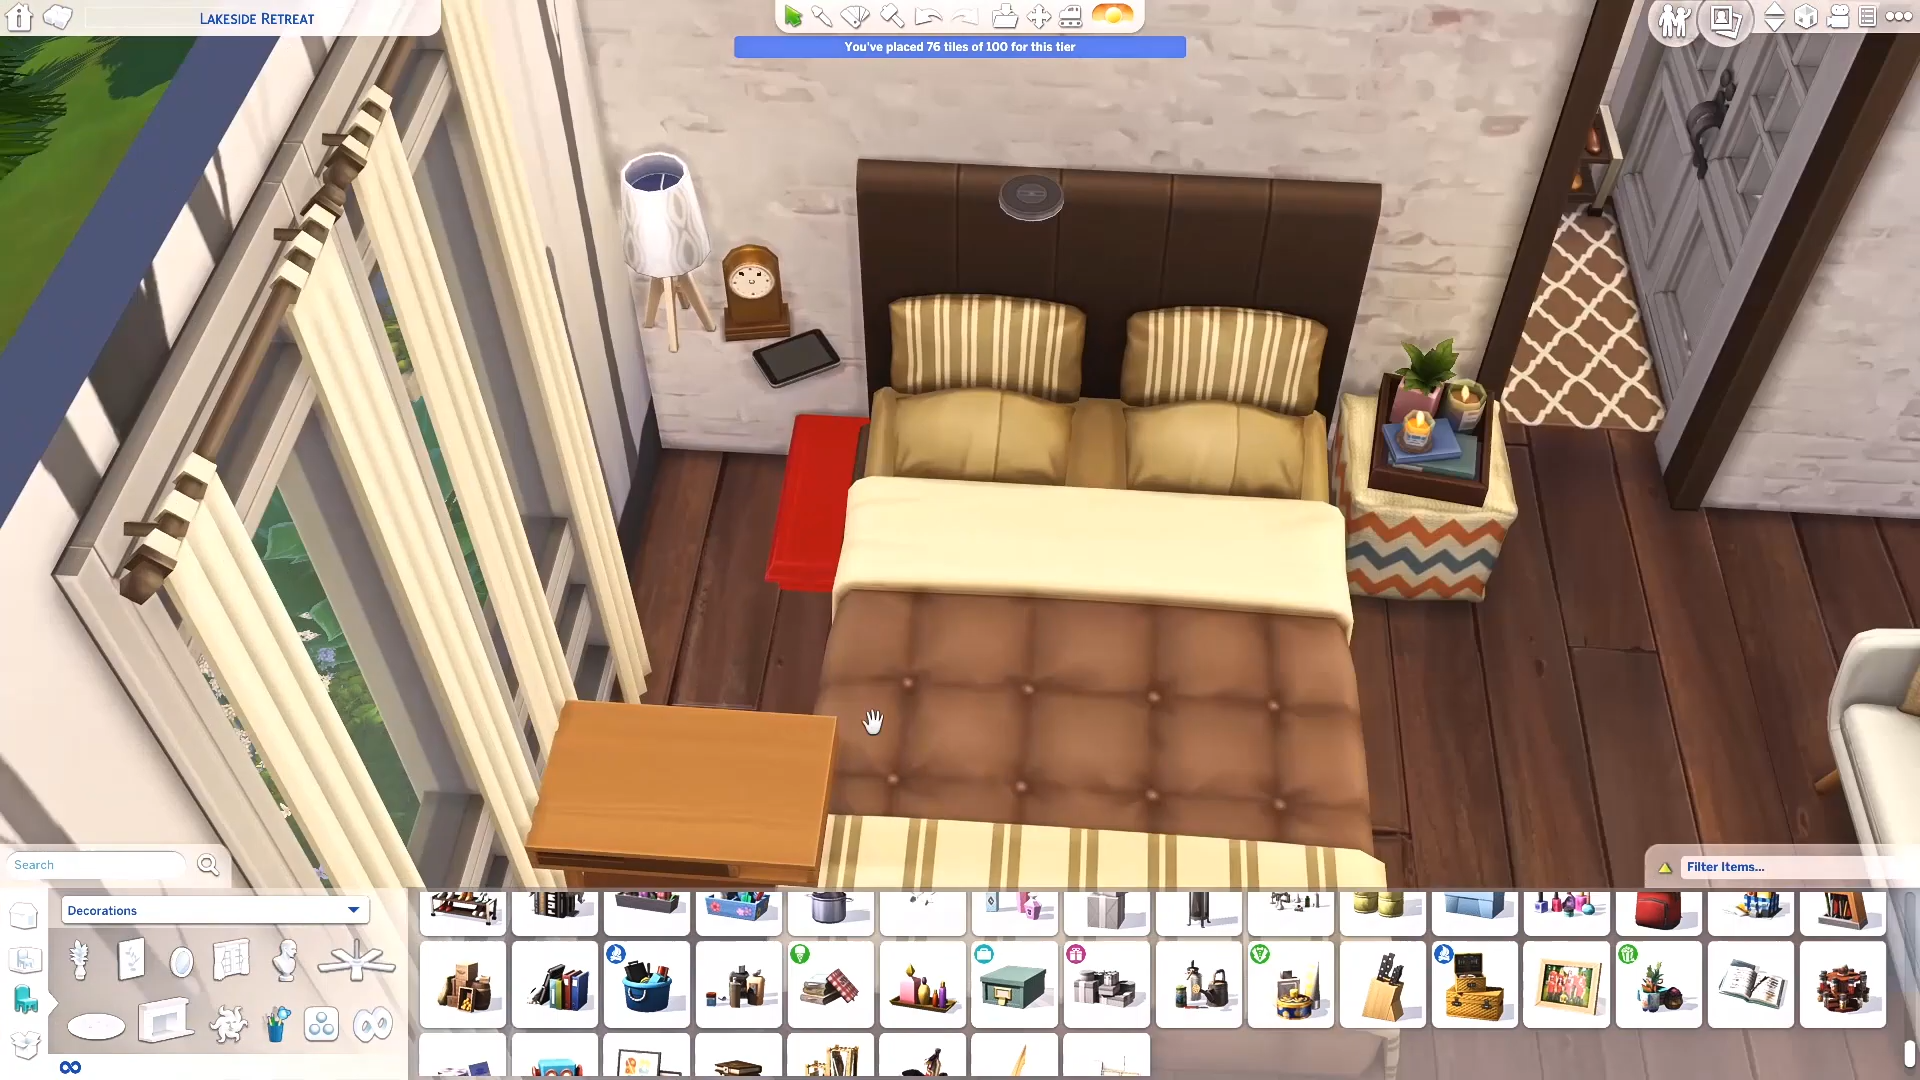 LAKESIDE RETREAT
You've placed 76 tiles of 100 for this tier
Search
Filter Items...
Decorations